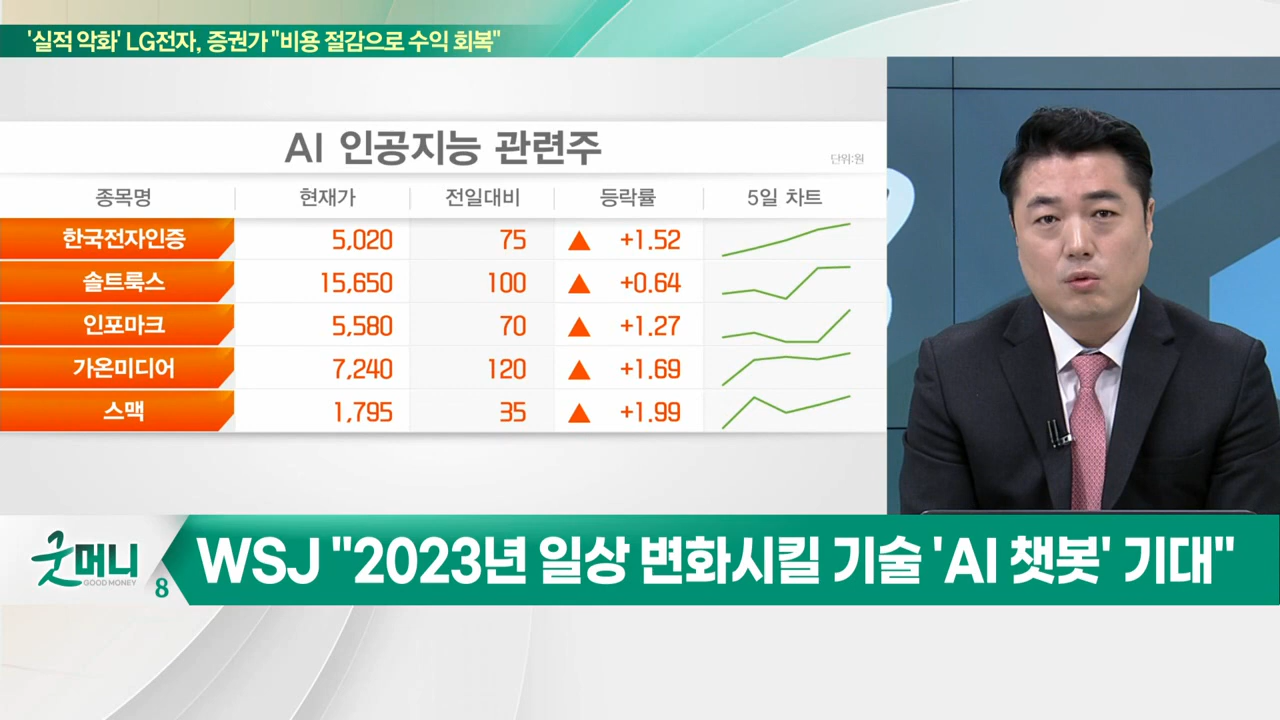 '실적 악화' LG전자, 증권가 "비용 절감으로 수익 회복"
AI 인공지능 관련주
단위:원
종목명 현재가 전일대비 등락률 5일 차트
한국전자인증 5,020 75 ▲ +1.52
솔트룩스 15,650 100 ▲ +0.64
인포마크 5,580 70 ▲ +1.27
가온미디어 7,240 120 ▲ +1.69
스맥 1,795 35 ▲ +1.99
굿머니
GOOD MONEY
8
WSJ "2023년 일상 변화시킬 기술 'AI 챗봇' 기대"